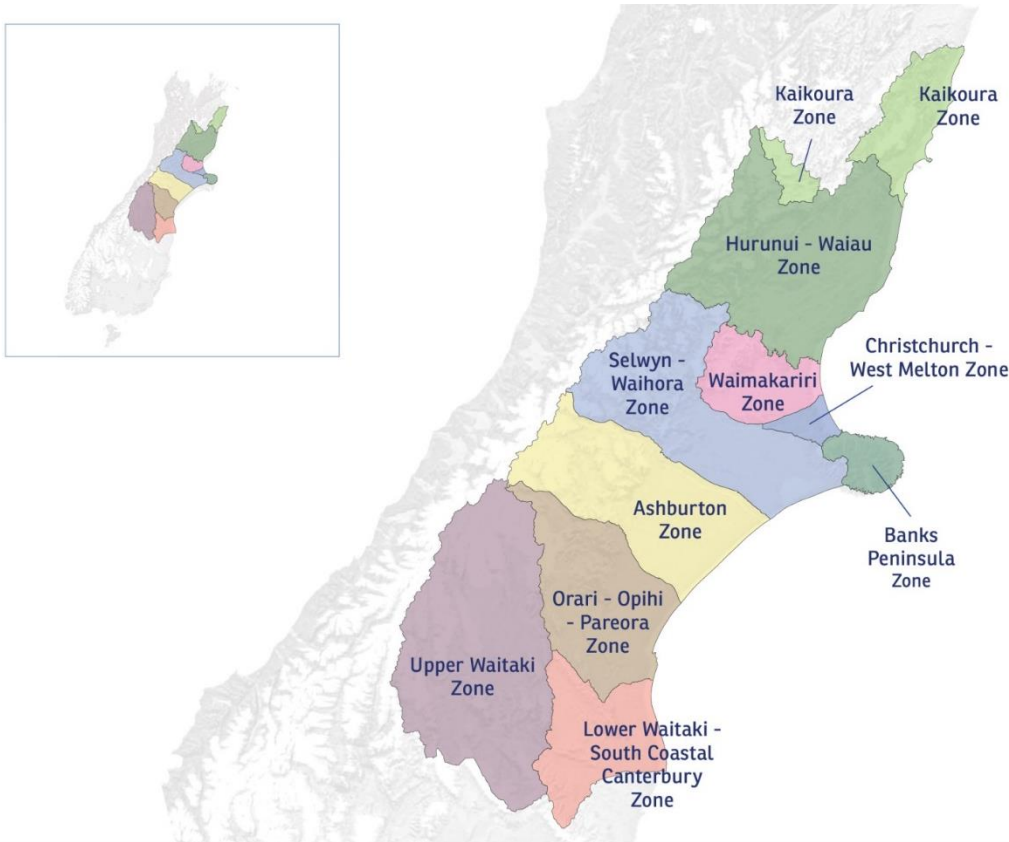 Kaikoura
Zone
Kaikoura
Zone
Hurunui - Waiau
Zone
Christchurch -
West Melton Zone
Selwyn -
Waihora
Zone
Waimakariri
Zone
Ashburton
Zone
Banks
Peninsula
Zone
Orari - Opihi
- Pareora
Zone
Upper Waitaki
Zone
Lower Waitaki -
South Coastal
Canterbury
Zone